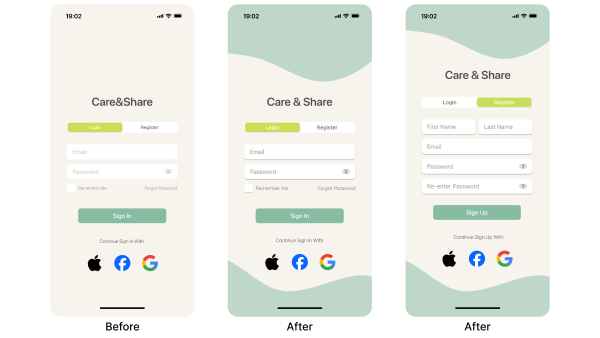 19:02
Care&Share
Login Register
Email
Password
Remember Me Forgot Password
Sign In
Continue Sign In With
Before
19:02
Care & Share
Login Register
Email
Password
Remember Me Forgot Password
Sign In
Continue Sign In With
After
19:02
Care & Share
Login Register
First Name Last Name
Email
Password
Re-enter Password
Sign Up
Continue Sign Up With
After